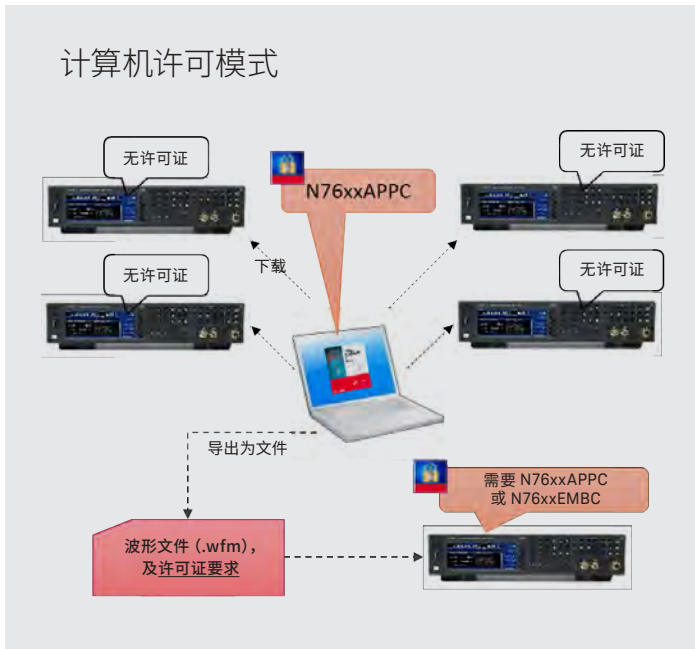 计算机许可模式
无许可证
N76xxAPPC
无许可证
下载
无许可证
无许可证
导出为文件
需要 N76xxAPPC
或 N76xxEMBC
波形文件 (.wfm)，
及许可证要求